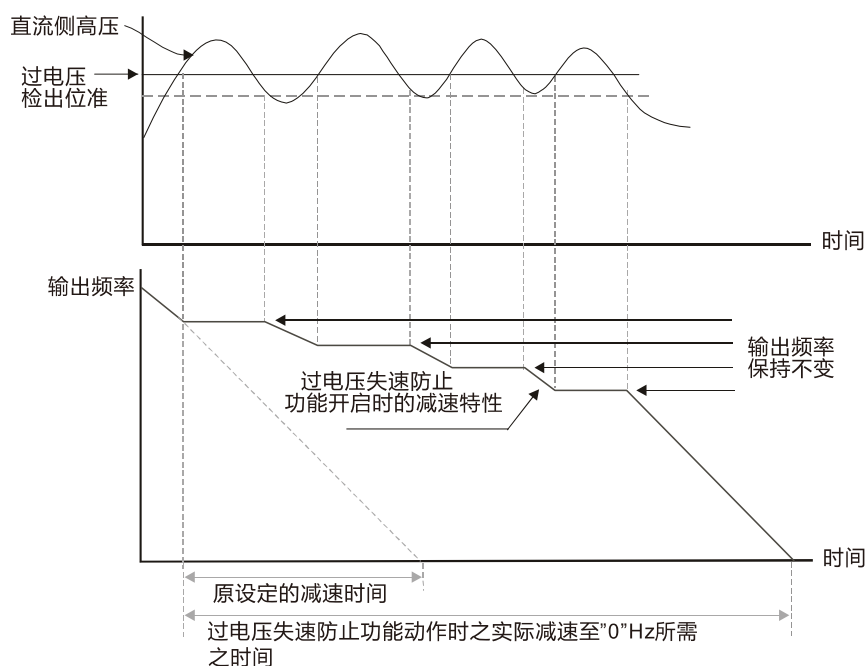 直流侧高压
过电压
检出位准
时间
输出频率
输出频率
保持不变
过电压失速防止
功能开启时的减速特性
时间
原设定的减速时间
过电压失速防止功能动作时之实际减速至”0”Hz所需
之时间